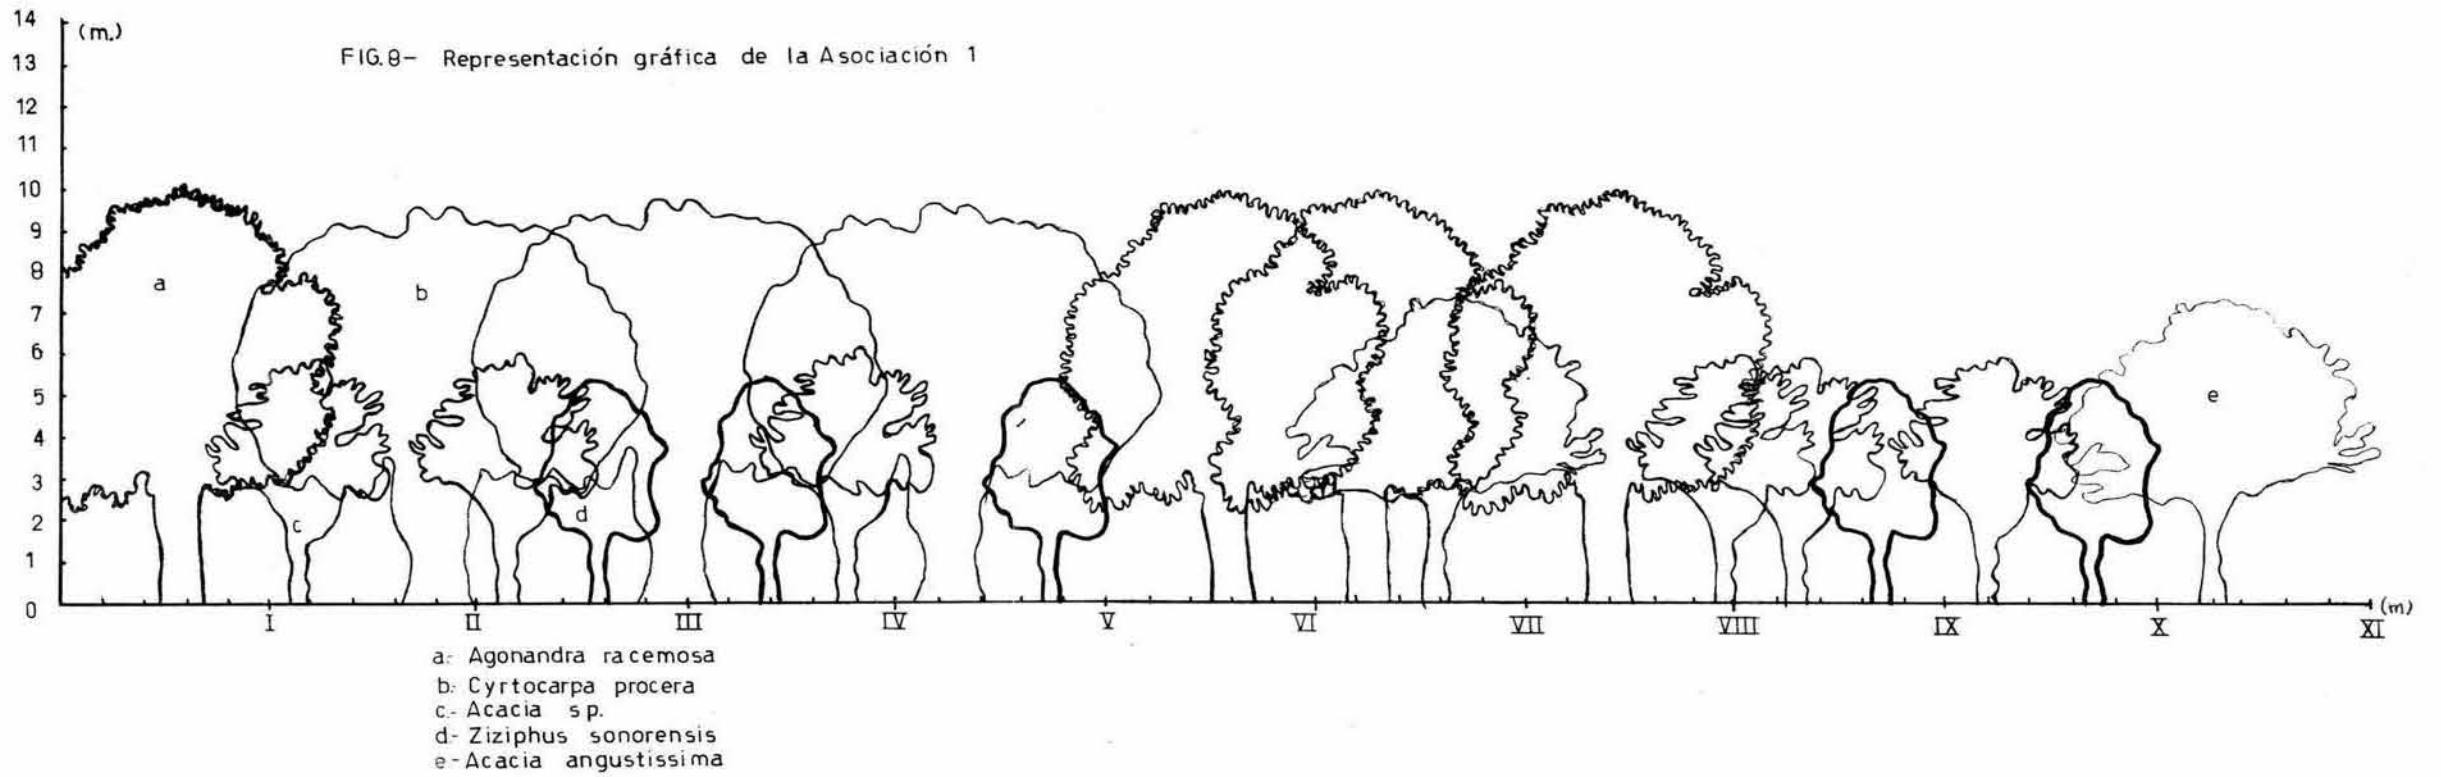 14
(m.)
FIG.8- Representación gráfica de la Asociación 1
13
12
11
10
9
8
7
6
5
4
3
2
1
0
a
b
c
d
e
I II III IV V VI VII VIII IX X XI
(m)
a.- Agonandra racemosa
b.- Cyrtocarpa procera
c.- Acacia sp.
d.- Ziziphus sonorensis
e.- Acacia angustissima